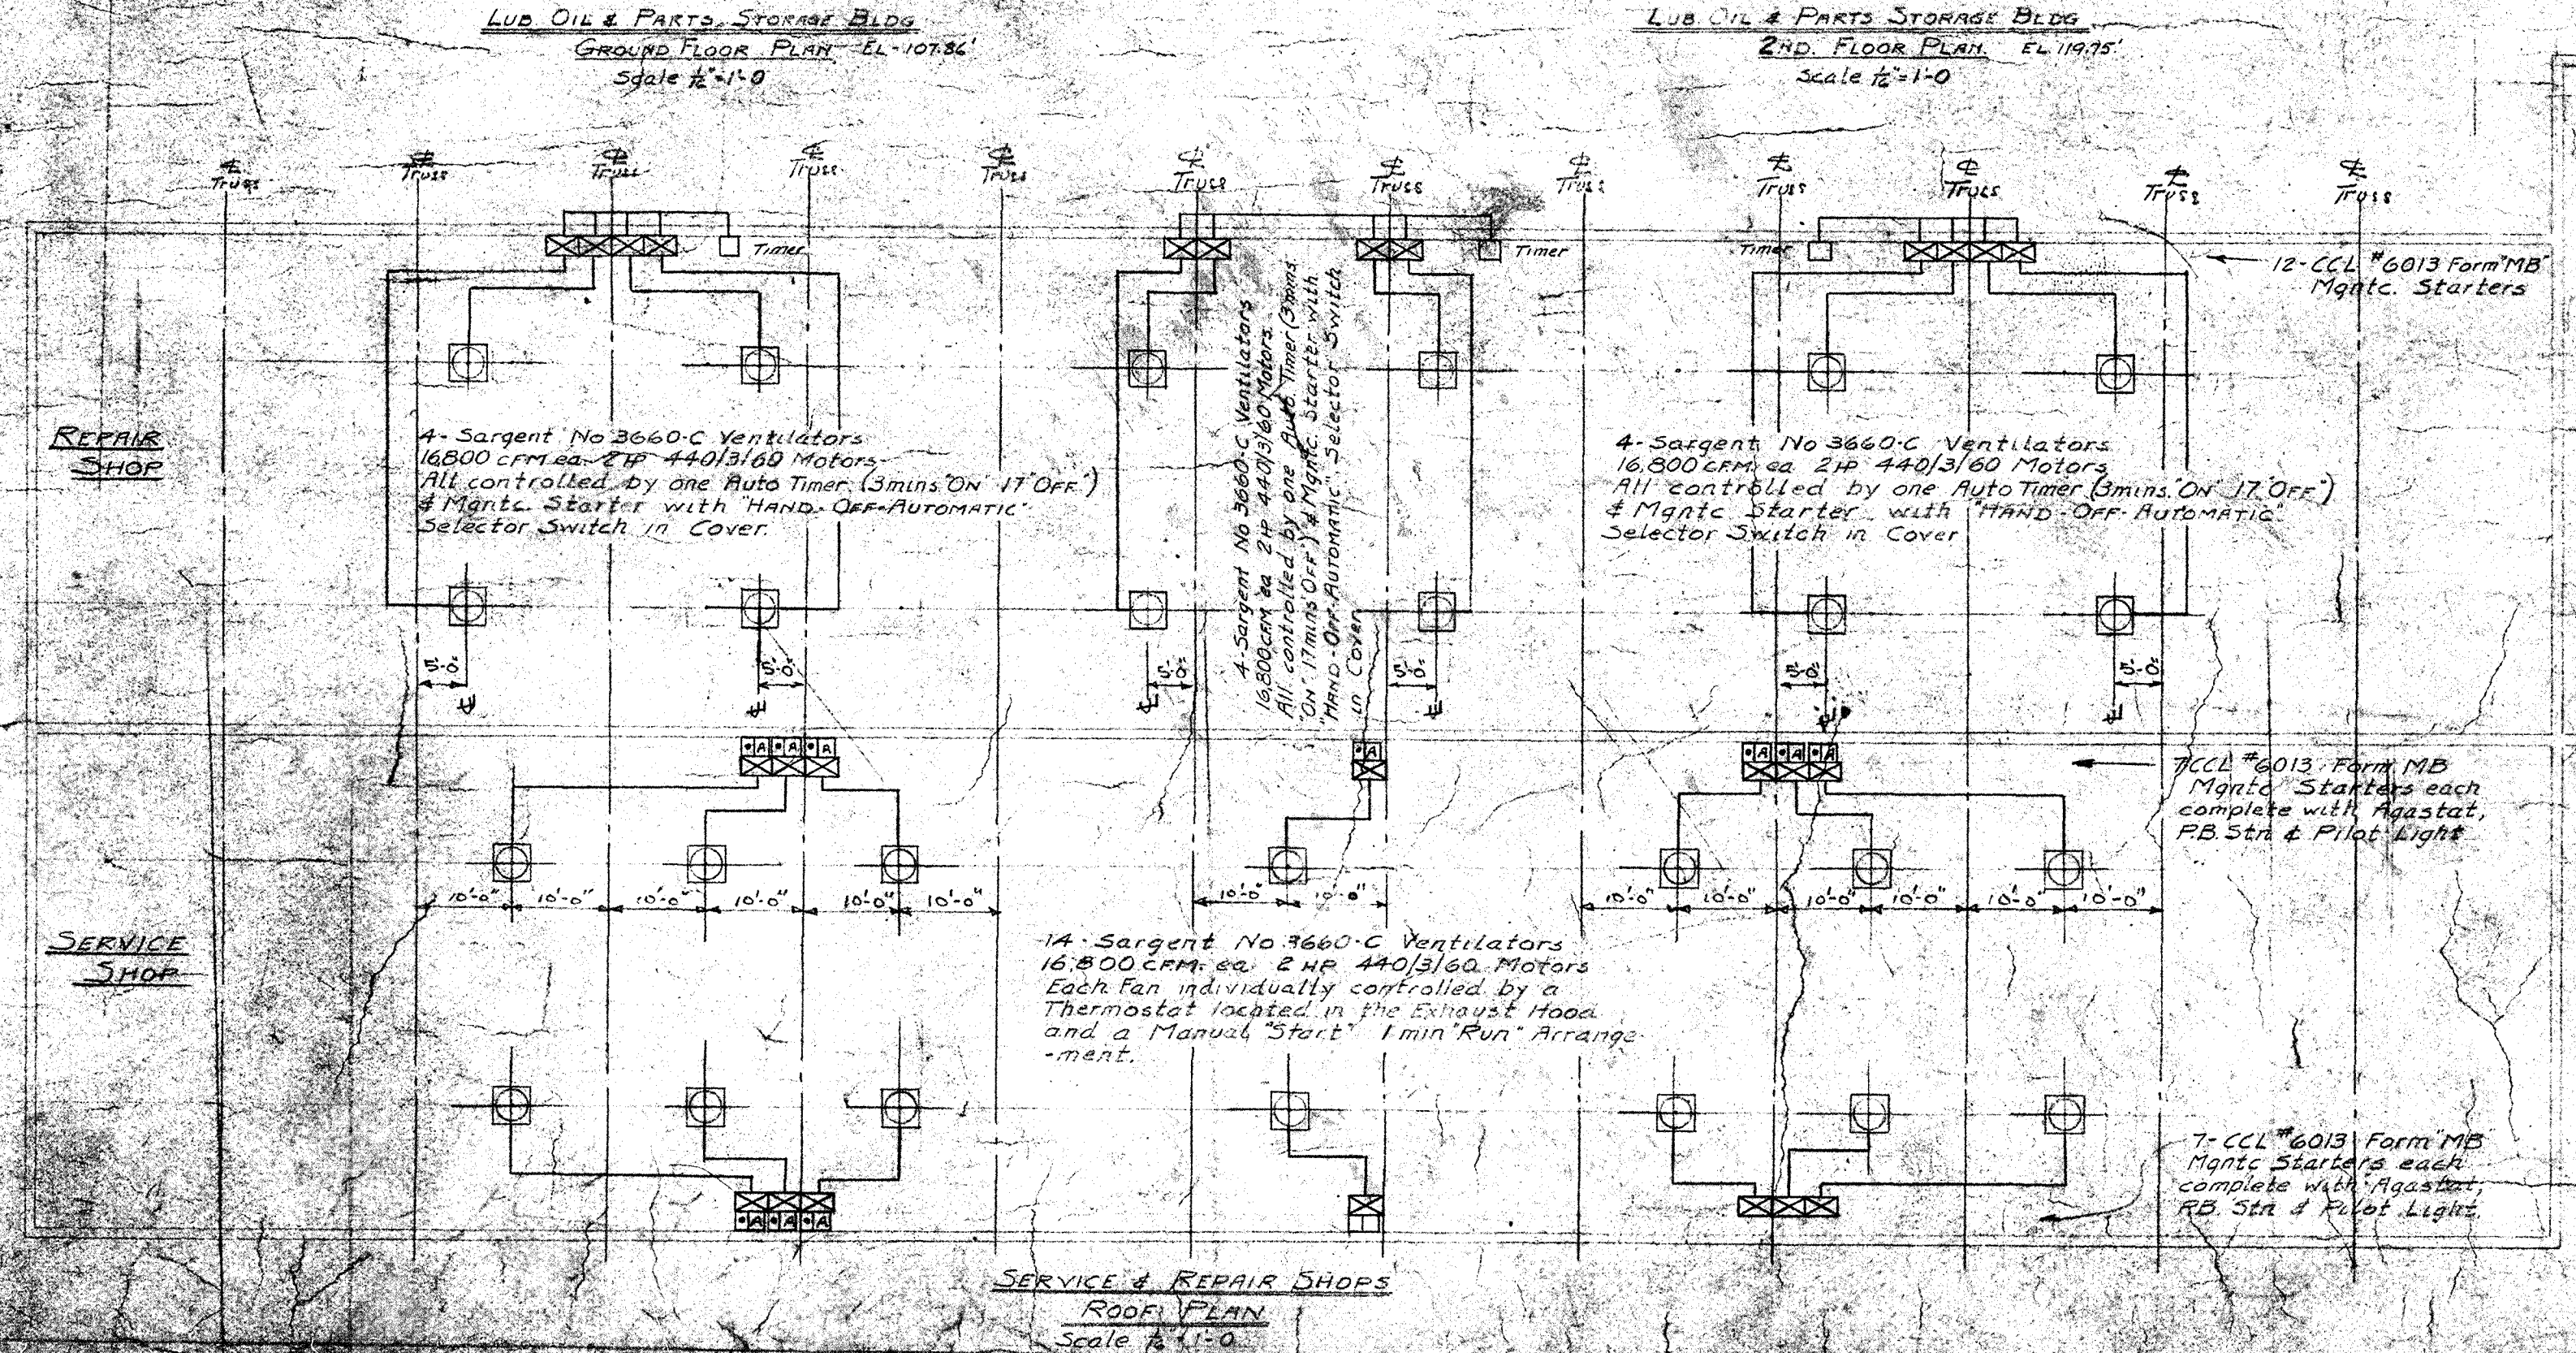 LUB. OIL & PARTS STORAGE BLDG
GROUND FLOOR PLAN EL-107.86'
Scale 1/16"=1'-0
LUB. OIL & PARTS STORAGE BLDG
2ND. FLOOR PLAN. EL. 119.75'
Scale 1/16"=1'-0
℄ Truss
℄ Truss
℄ Truss
℄ Truss
℄ Truss
℄ Truss
℄ Truss
℄ Truss
℄ Truss
℄ Truss
℄ Truss
℄ Truss
Timer
Timer
Timer
12-CCL #6013 Form "MB"
Mgntc. Starters
REPAIR
SHOP
4-Sargent No 3660-C Ventilators
16,800 CFM ea 2HP 440/3/60 Motors
All controlled by one Auto Timer (3mins "ON" 17 "OFF")
& Mgntc. Starter with "HAND-OFF-AUTOMATIC"
Selector Switch in Cover.
4-Sargent No 3660-C Ventilators
16,800 CFM ea 2HP 440/3/60 Motors.
All controlled by one Auto Timer (3mins
"ON" 17mins "OFF") & Mgntc. Starter with
"HAND-OFF-AUTOMATIC" Selector Switch
in Cover
4-Sargent No 3660-C Ventilators
16,800 CFM ea 2HP 440/3/60 Motors
All controlled by one Auto Timer (3mins. "ON" 17 "OFF")
& Mgntc Starter with "HAND-OFF-AUTOMATIC"
Selector Switch in Cover
5'-0"
5'-0"
5'-0"
5'-0"
5'-0"
5'-0"
℄
℄
℄
℄
℄
℄
A A A
A
A A A
7 CCL #6013 Form MB
Mgntc Starters each
complete with Agastat,
P.B. Stn & Pilot Light
10'-0" 10'-0" 10'-0" 10'-0" 10'-0" 10'-0"
10'-0" 10'-0"
10'-0" 10'-0" 10'-0" 10'-0" 10'-0" 10'-0"
SERVICE
SHOP
14-Sargent No 3660-C Ventilators
16,800 CFM. ea 2 HP 440/3/60 Motors
Each Fan individually controlled by a
Thermostat located in the Exhaust Hood
and a Manual "Start" 1 min "Run" Arrange-
-ment.
A A A
7-CCL #6013 Form "MB"
Mgntc Starters each
complete with Agastat,
P.B. Stn & Pilot Light.
SERVICE & REPAIR SHOPS
ROOF PLAN
Scale 1'-0